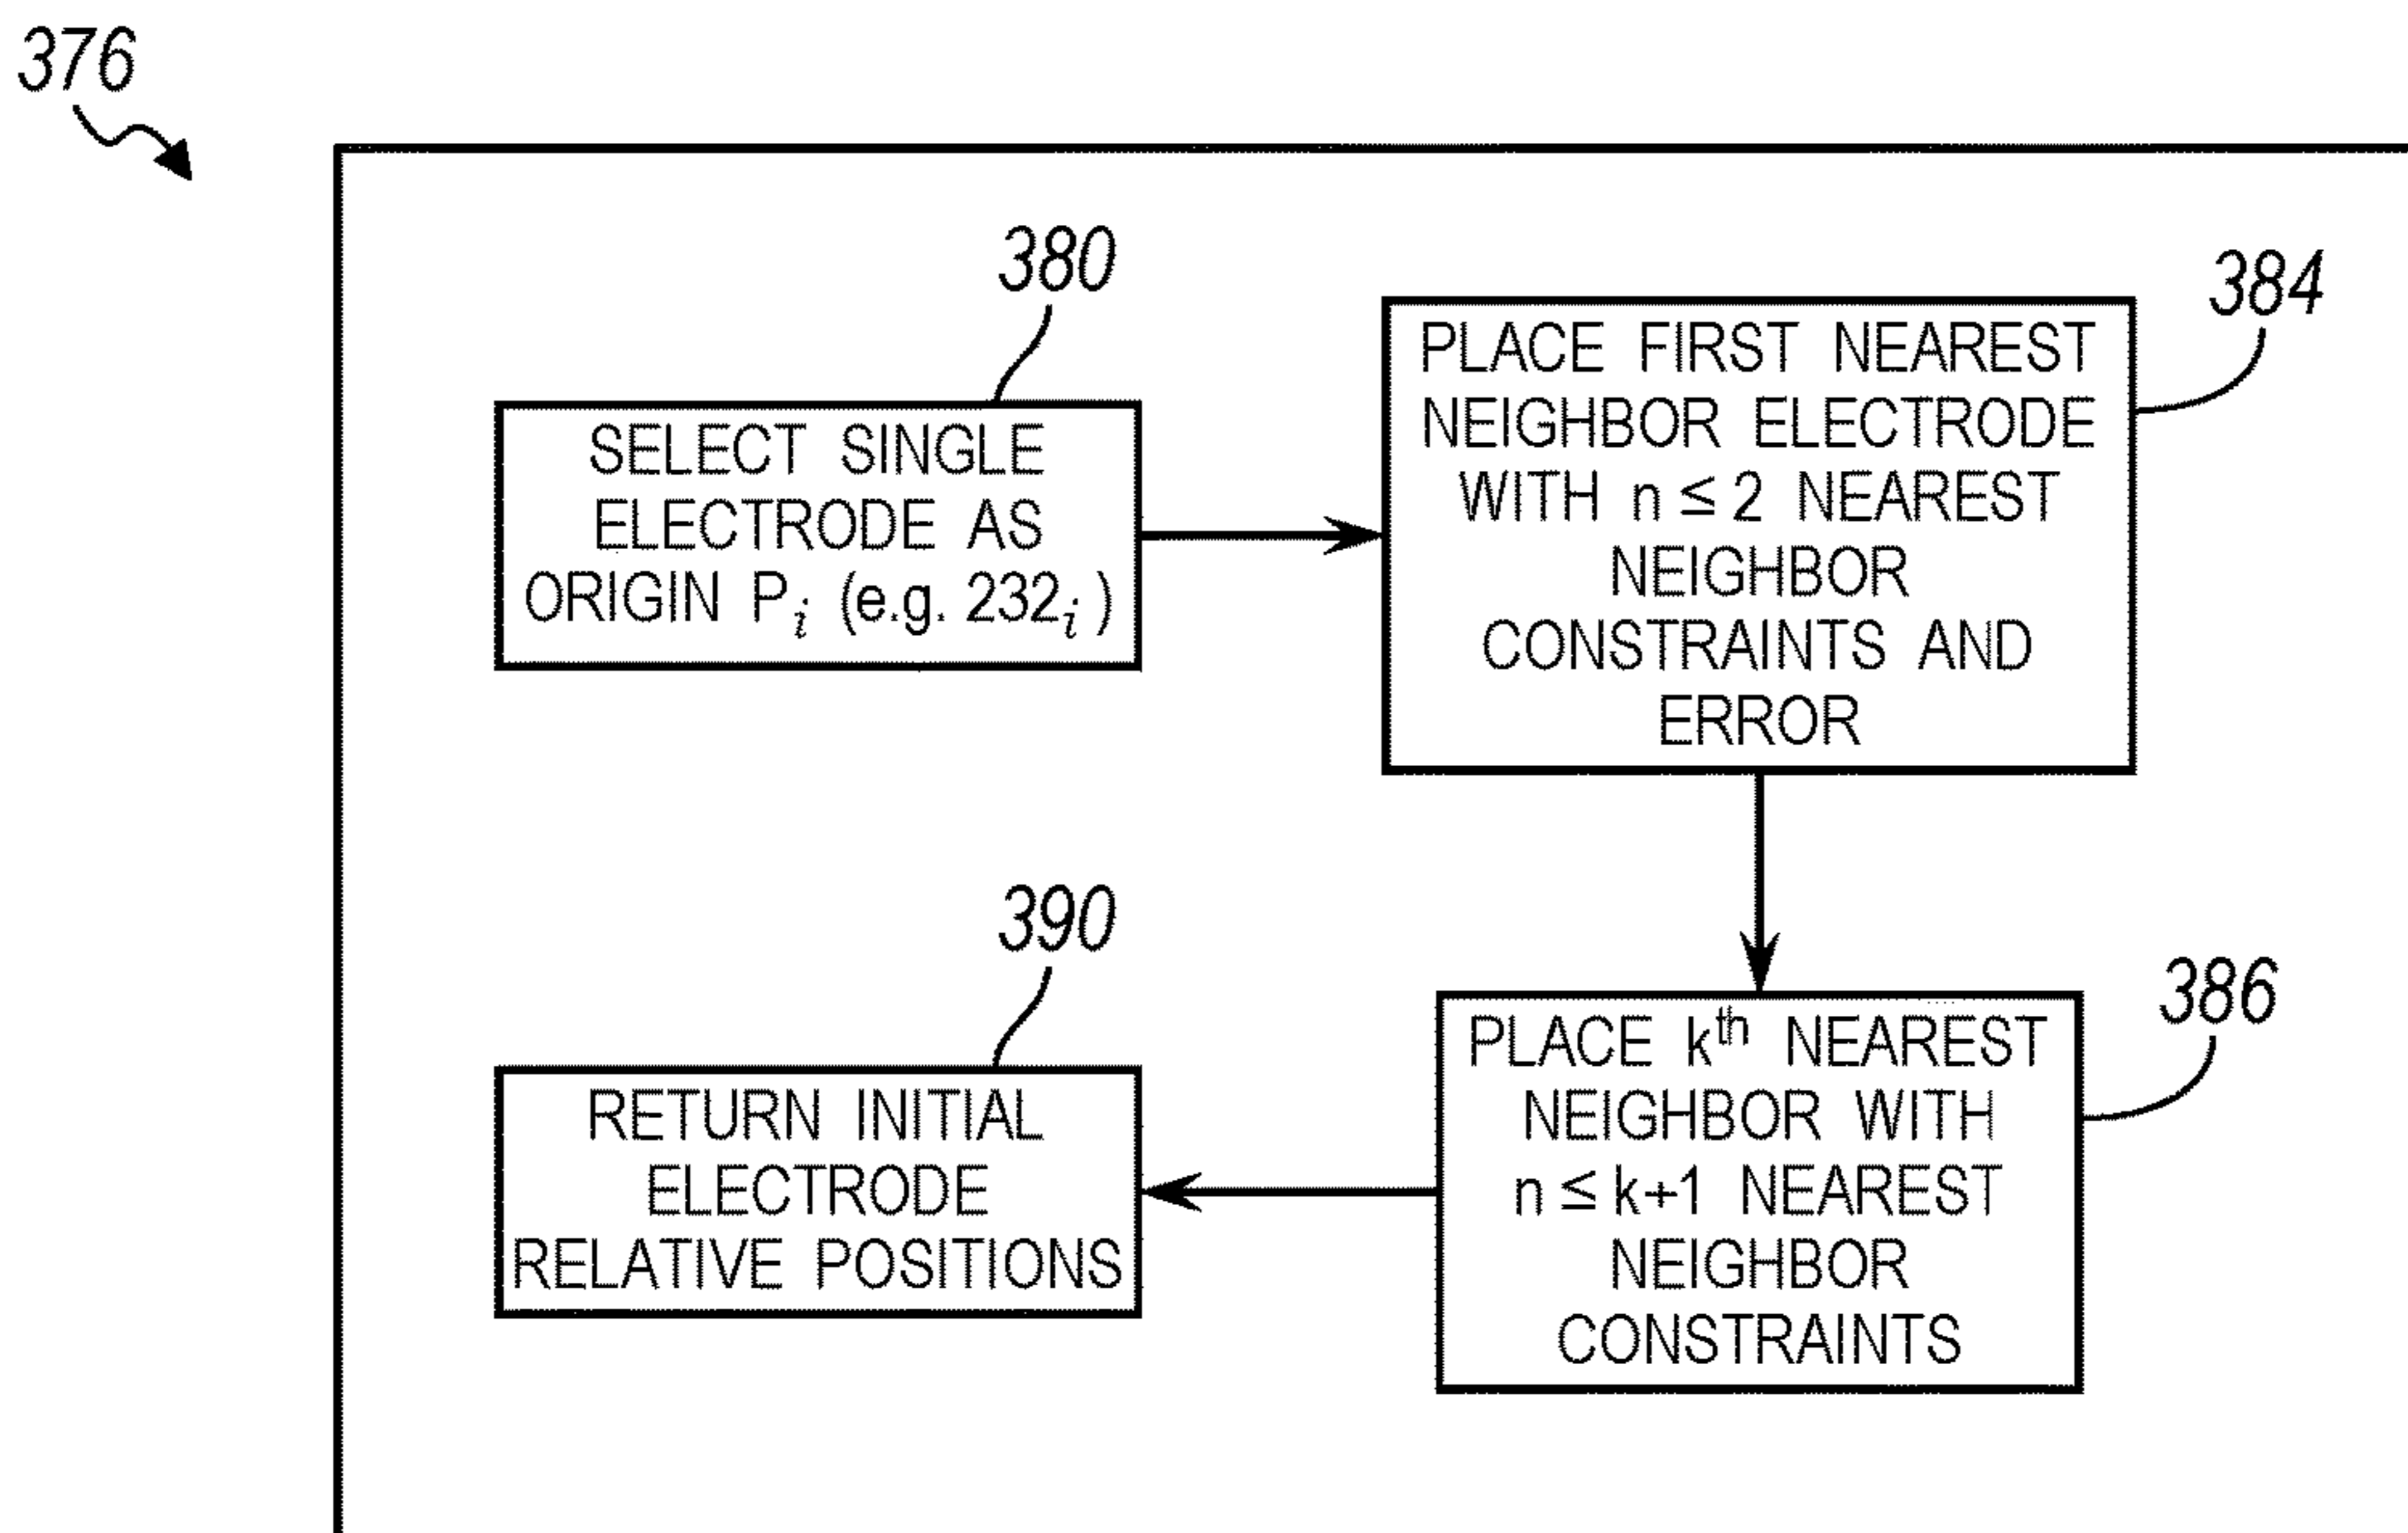 376
380
SELECT SINGLE
ELECTRODE AS
ORIGIN Pᵢ (e.g. 232ᵢ)
384
PLACE FIRST NEAREST
NEIGHBOR ELECTRODE
WITH n ≤ 2 NEAREST
NEIGHBOR
CONSTRAINTS AND
ERROR
386
PLACE kᵗʰ NEAREST
NEIGHBOR WITH
n ≤ k+1 NEAREST
NEIGHBOR
CONSTRAINTS
390
RETURN INITIAL
ELECTRODE
RELATIVE POSITIONS